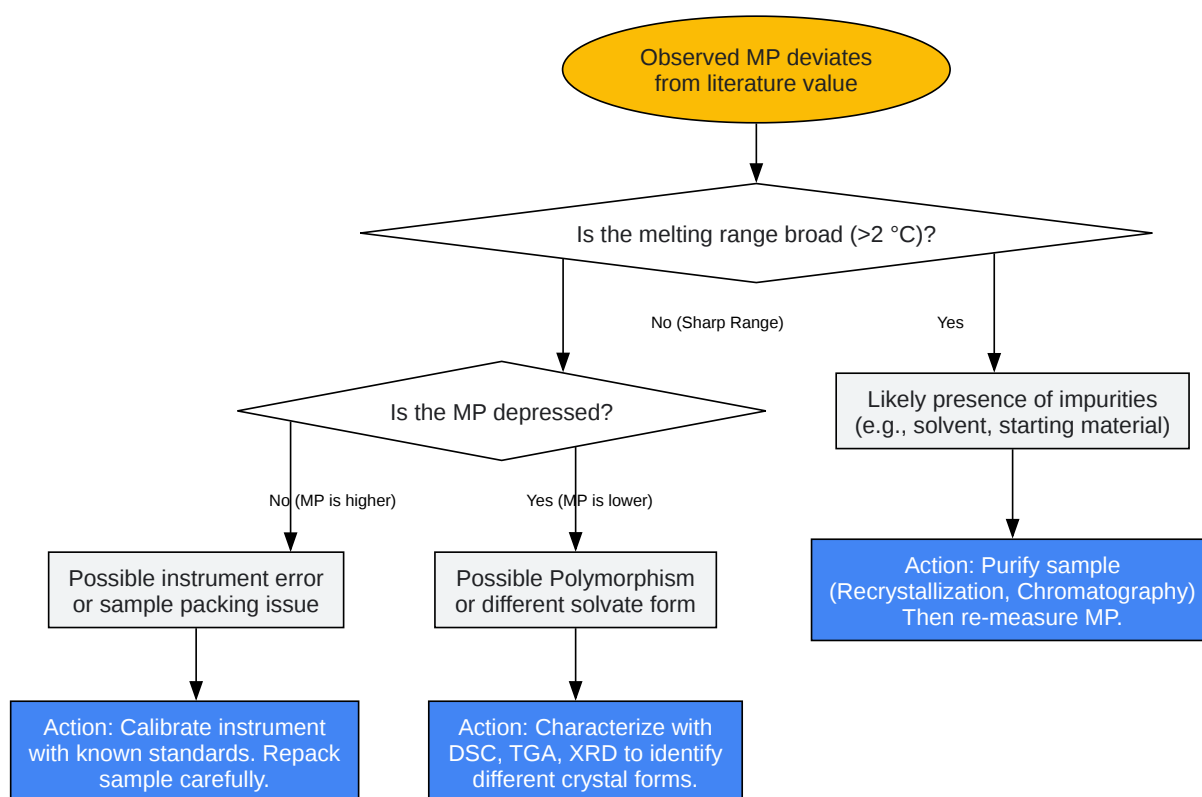 Observed MP deviates
from literature value
Is the melting range broad (>2 °C)?
No (Sharp Range)
Yes
Is the MP depressed?
Likely presence of impurities
(e.g., solvent, starting material)
No (MP is higher)
Yes (MP is lower)
Possible instrument error
or sample packing issue
Possible Polymorphism
or different solvate form
Action: Purify sample
(Recrystallization, Chromatography)
Then re-measure MP.
Action: Calibrate instrument
with known standards. Repack
sample carefully.
Action: Characterize with
DSC, TGA, XRD to identify
different crystal forms.